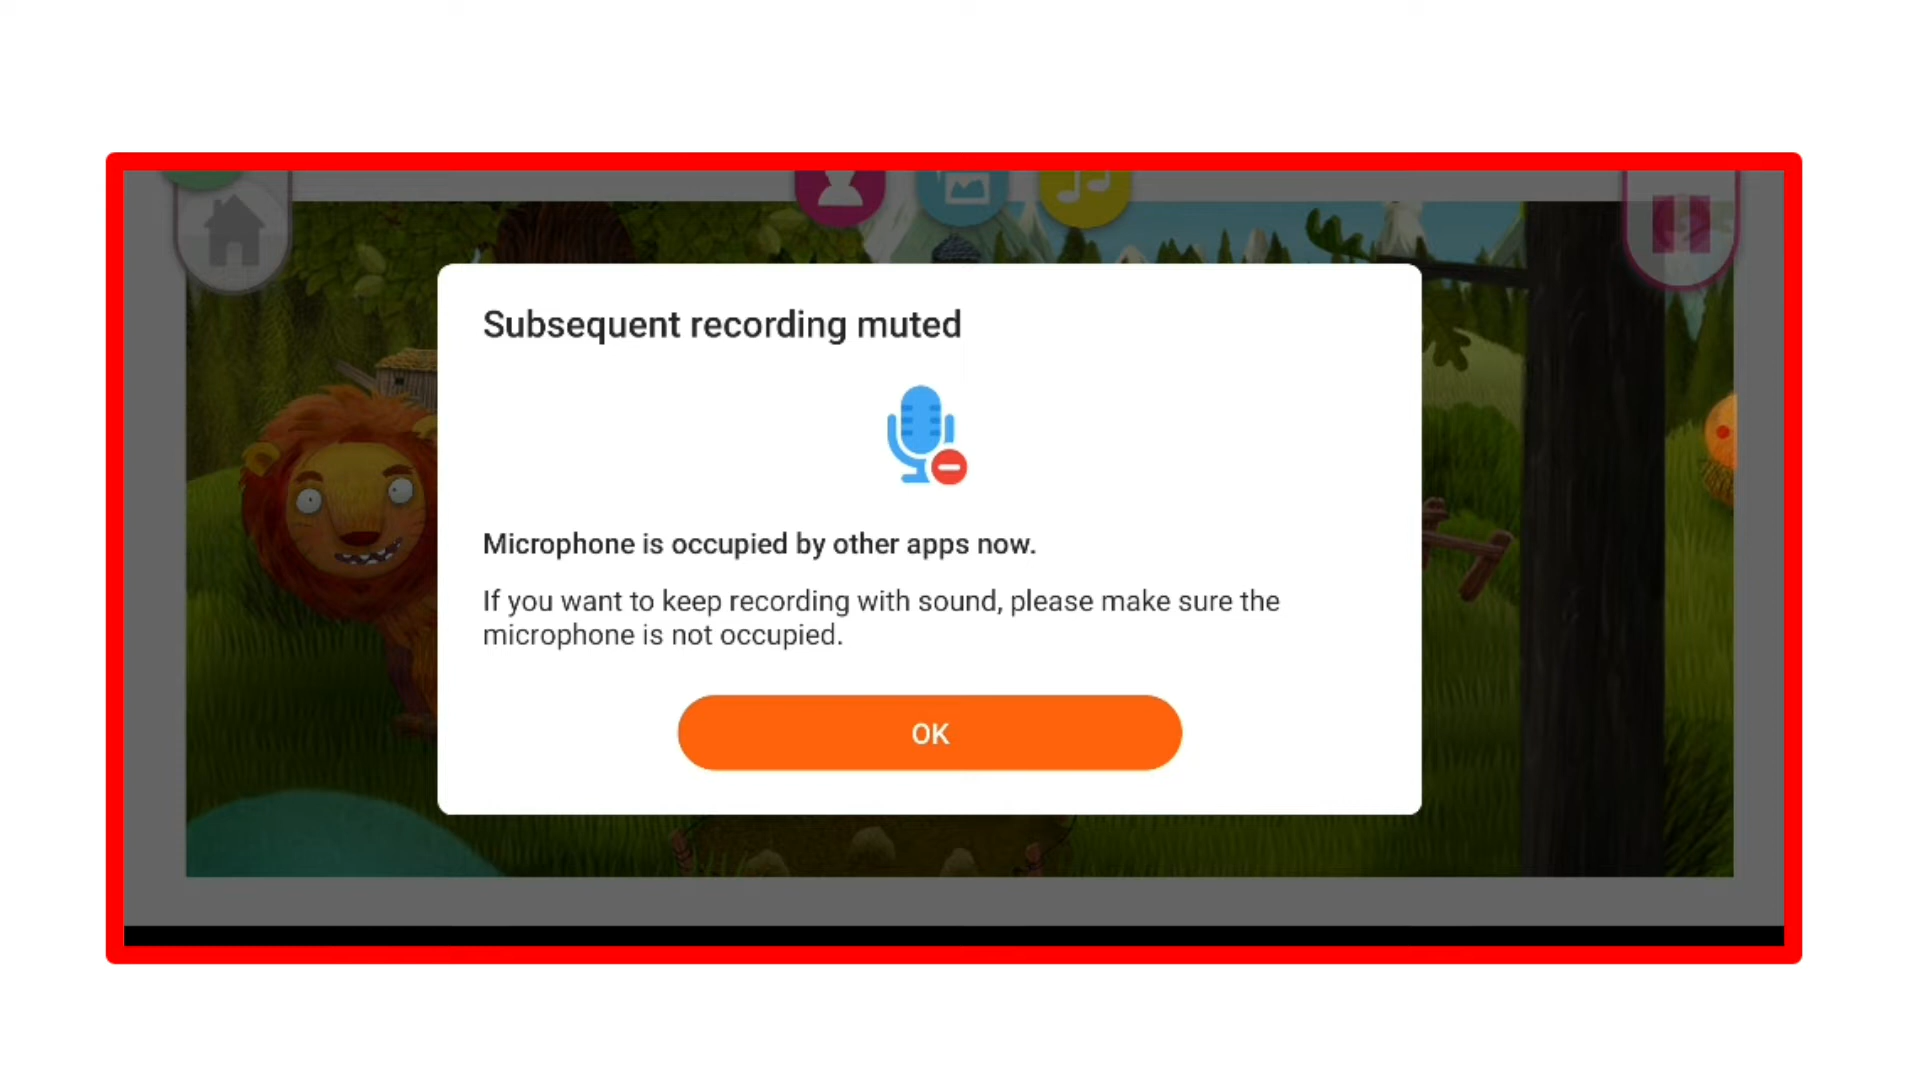 Subsequent recording muted
Microphone is occupied by other apps now.
If you want to keep recording with sound, please make sure the
microphone is not occupied.
OK